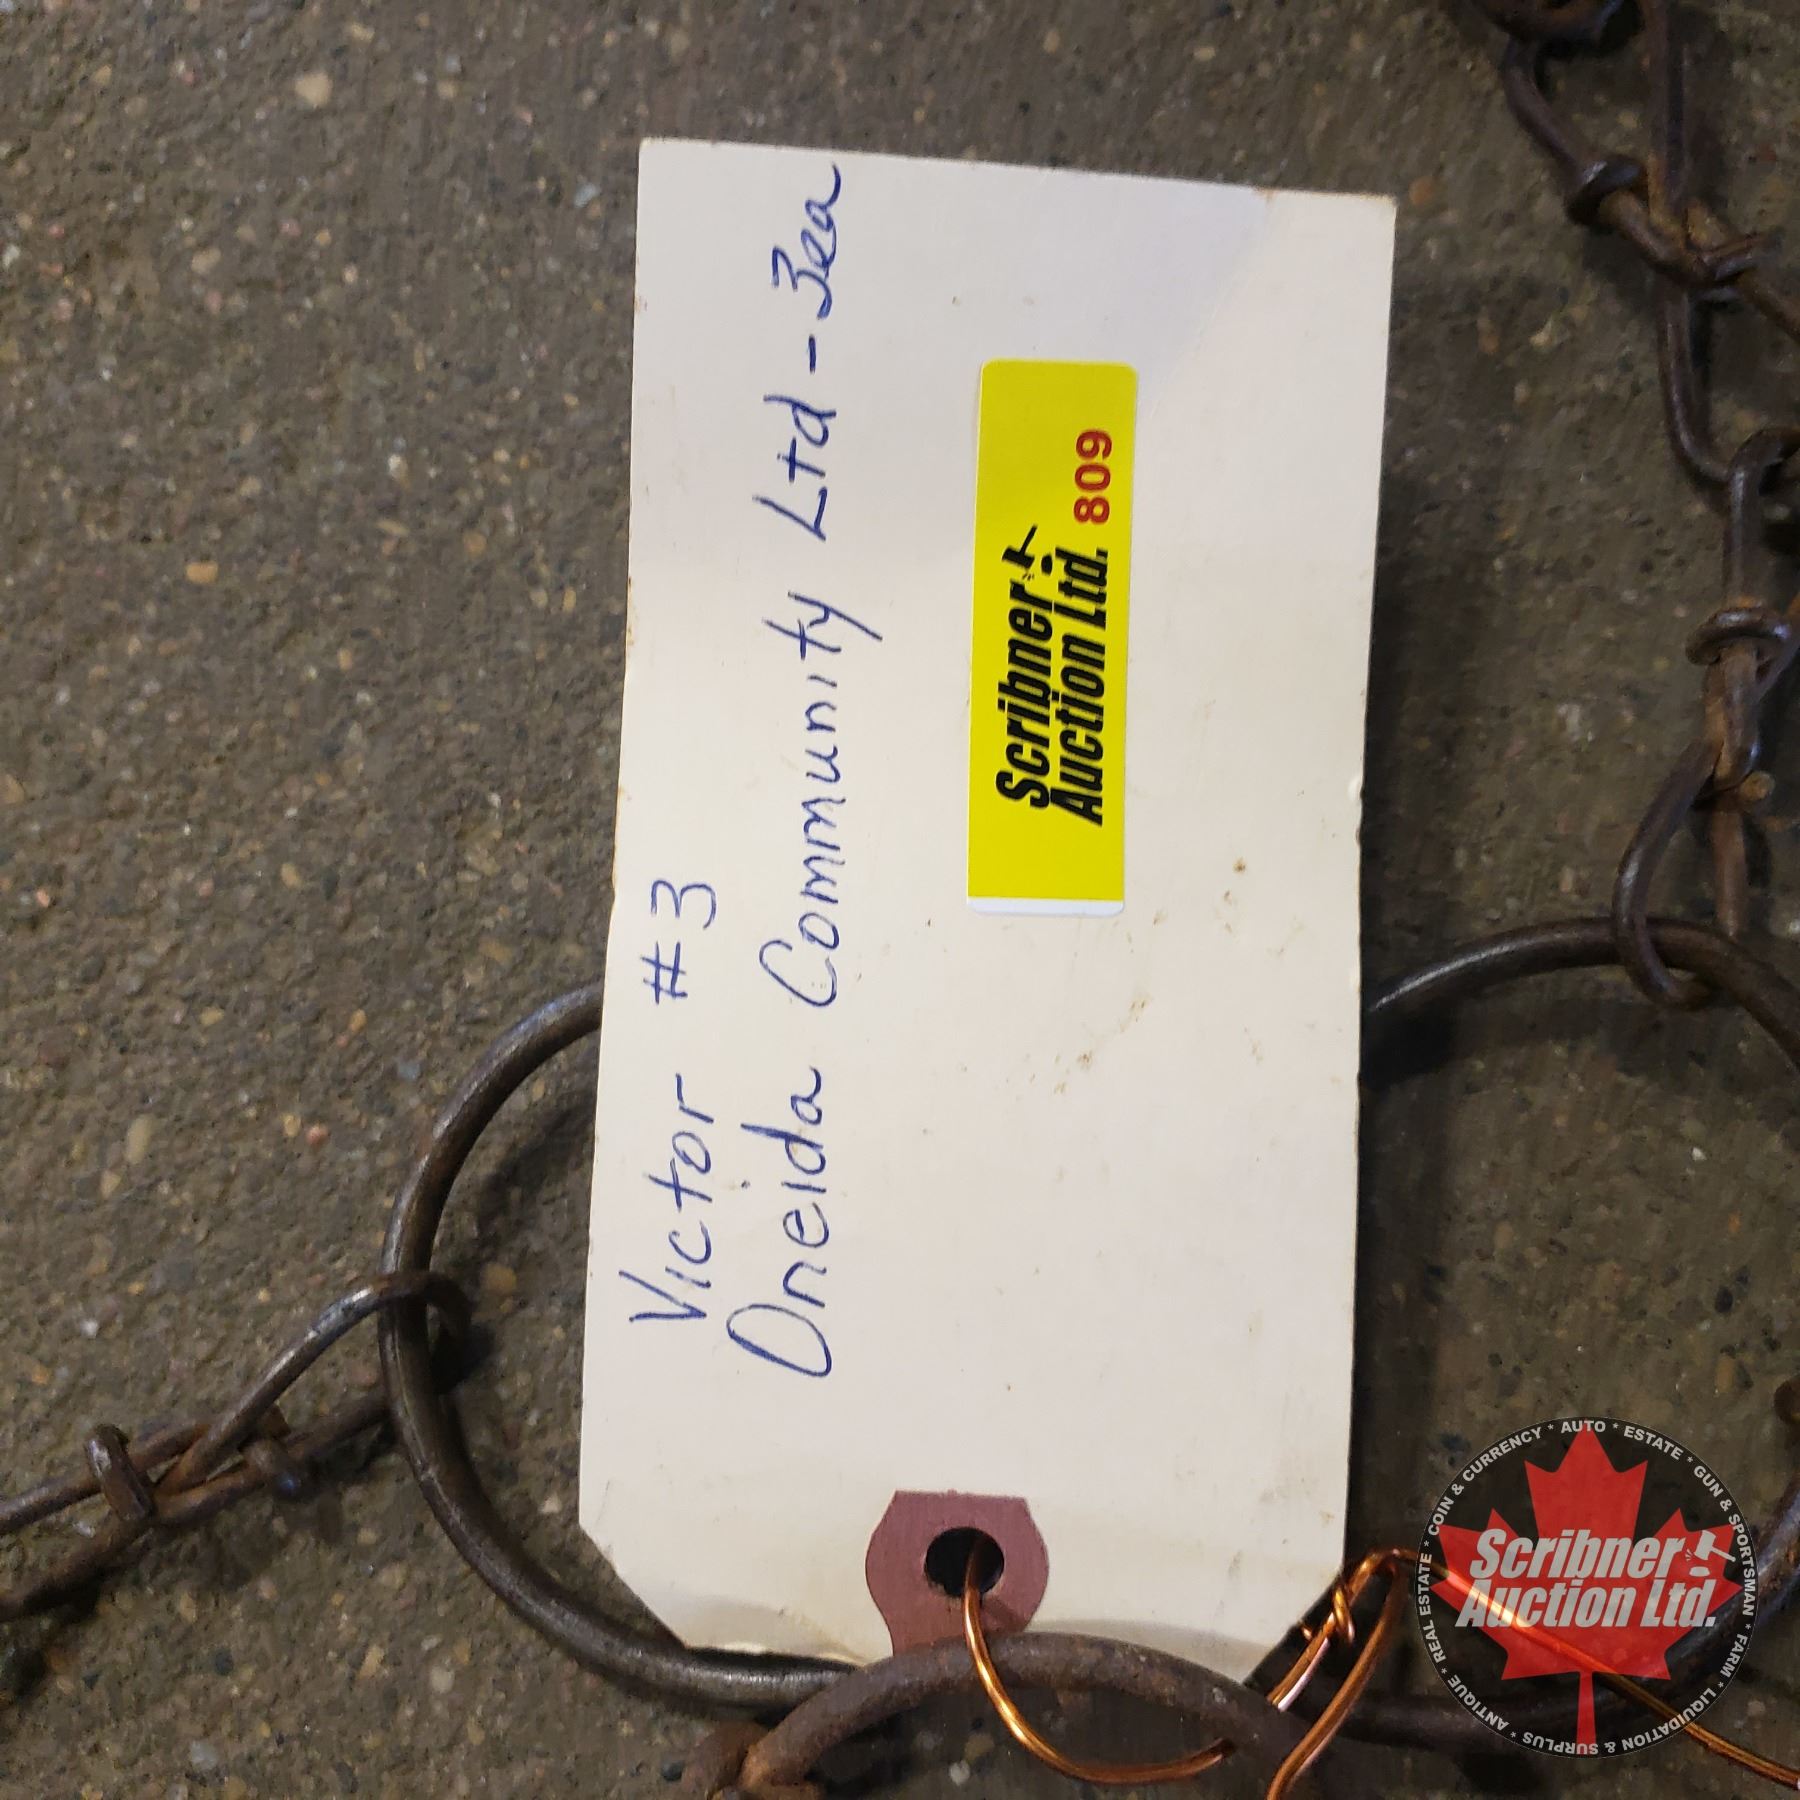 Victor #3
Oneida Community Ltd - 3ea
Scribner
Auction Ltd. 809
COIN & CURRENCY * AUTO * ESTATE * GUN & SPORTSMAN * FARM * LIQUIDATION & SURPLUS * ANTIQUE * REAL ESTATE *
Scribner
Auction Ltd.